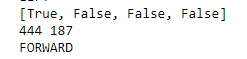 [True, False, False, False]
444 187
FORWARD